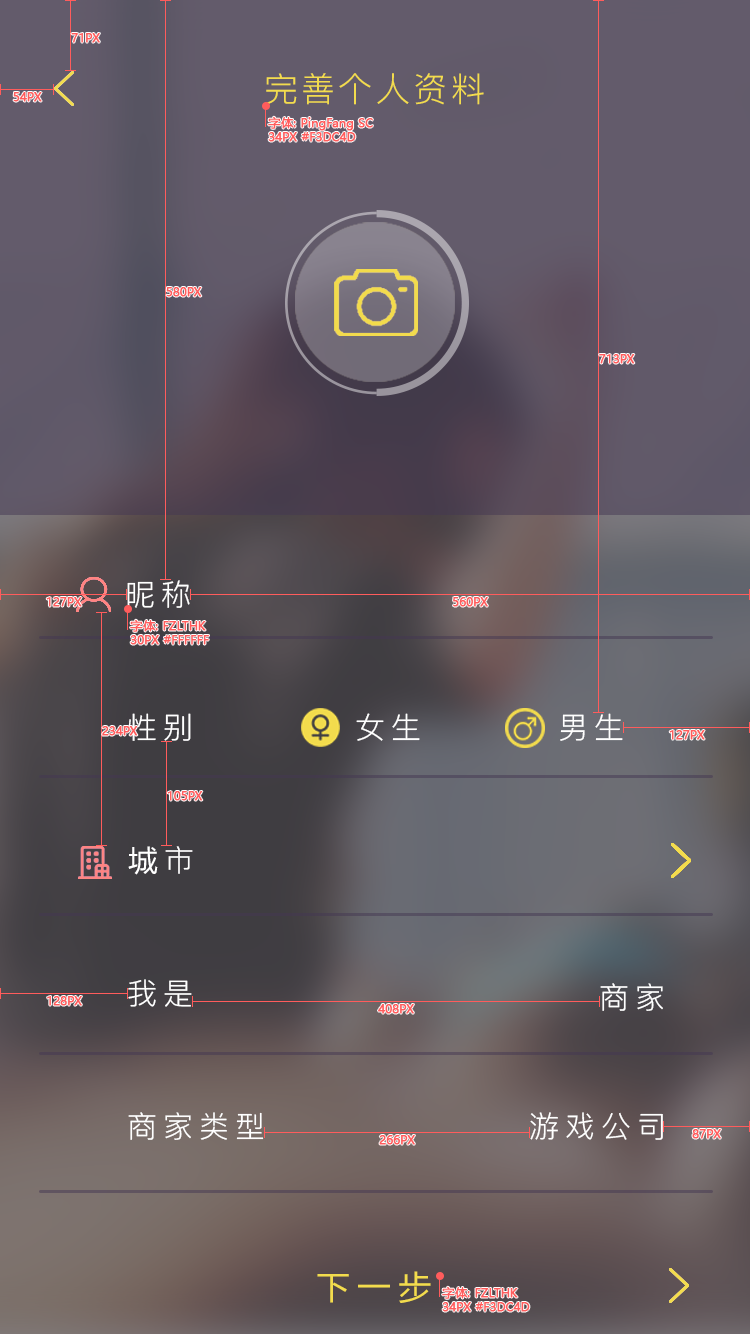 71PX
54PX
完善个人资料
字体: PingFang SC
34PX #F3DC4D
580PX
713PX
127PX
昵称
560PX
字体: FZLTHK
30PX #FFFFFF
234PX
性别
女生
男生
127PX
105PX
城市
128PX
我是
408PX
商家
商家类型
266PX
游戏公司
87PX
下一步
字体: FZLTHK
34PX #F3DC4D